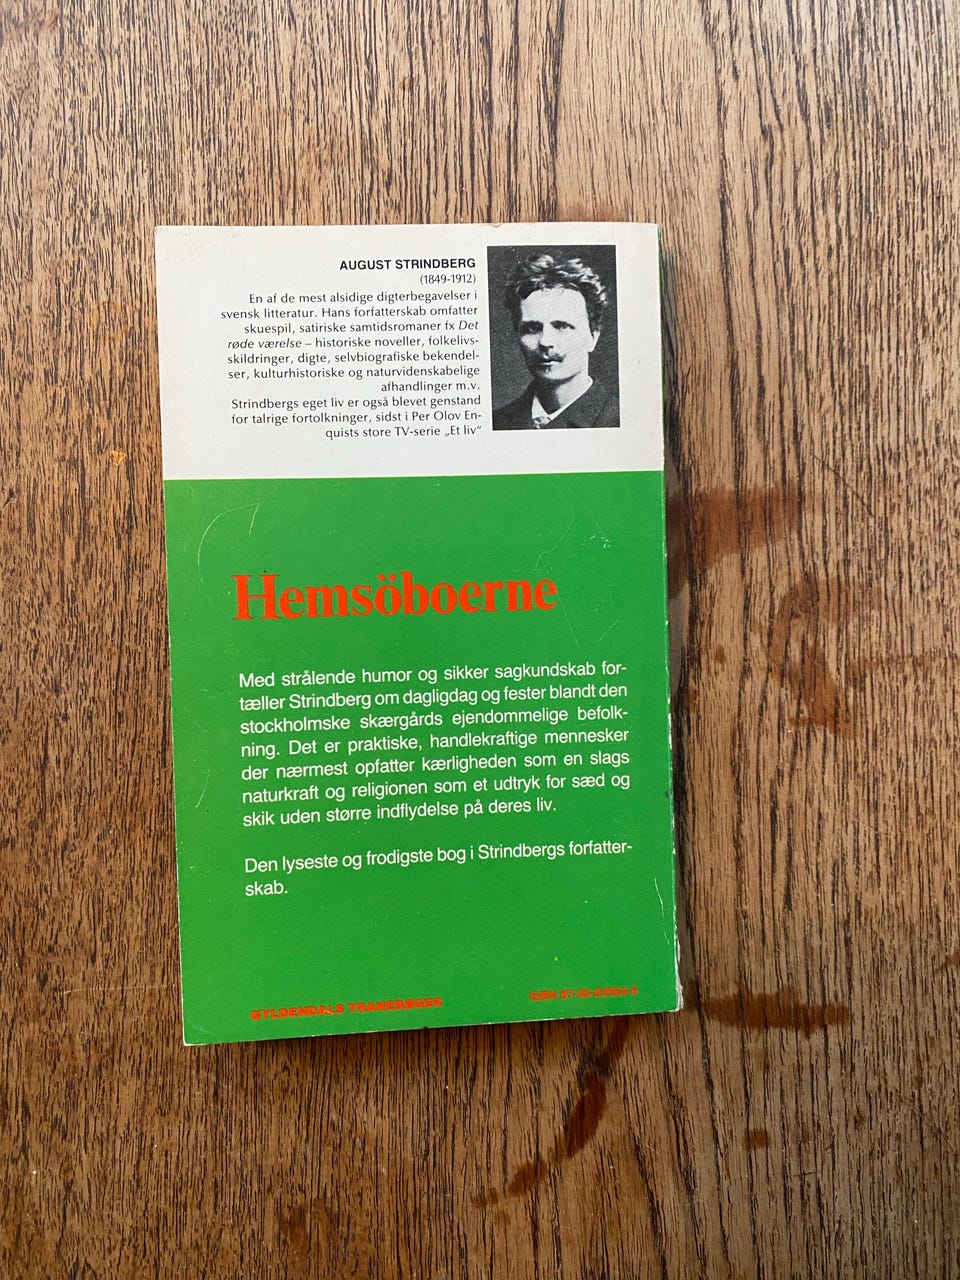 AUGUST STRINDBERG
(1849-1912)
En af de mest alsidige digterbegavelser i
svensk litteratur. Hans forfatterskab omfatter
skuespil, satiriske samtidsromaner fx Det
røde værelse – historiske noveller, folkelivs-
skildringer, digte, selvbiografiske bekendel-
ser, kulturhistoriske og naturvidenskabelige
afhandlinger m.v.
Strindbergs eget liv er også blevet genstand
for talrige fortolkninger, sidst i Per Olov En-
quists store TV-serie „Et liv“
Hemsöboerne
Med strålende humor og sikker sagkundskab for-
tæller Strindberg om dagligdag og fester blandt den
stockholmske skærgårds ejendommelige befolk-
ning. Det er praktiske, handlekraftige mennesker
der nærmest opfatter kærligheden som en slags
naturkraft og religionen som et udtryk for sæd og
skik uden større indflydelse på deres liv.
Den lyseste og frodigste bog i Strindbergs forfatter-
skab.
GYLDENDALS TRANEBØGER
ISBN